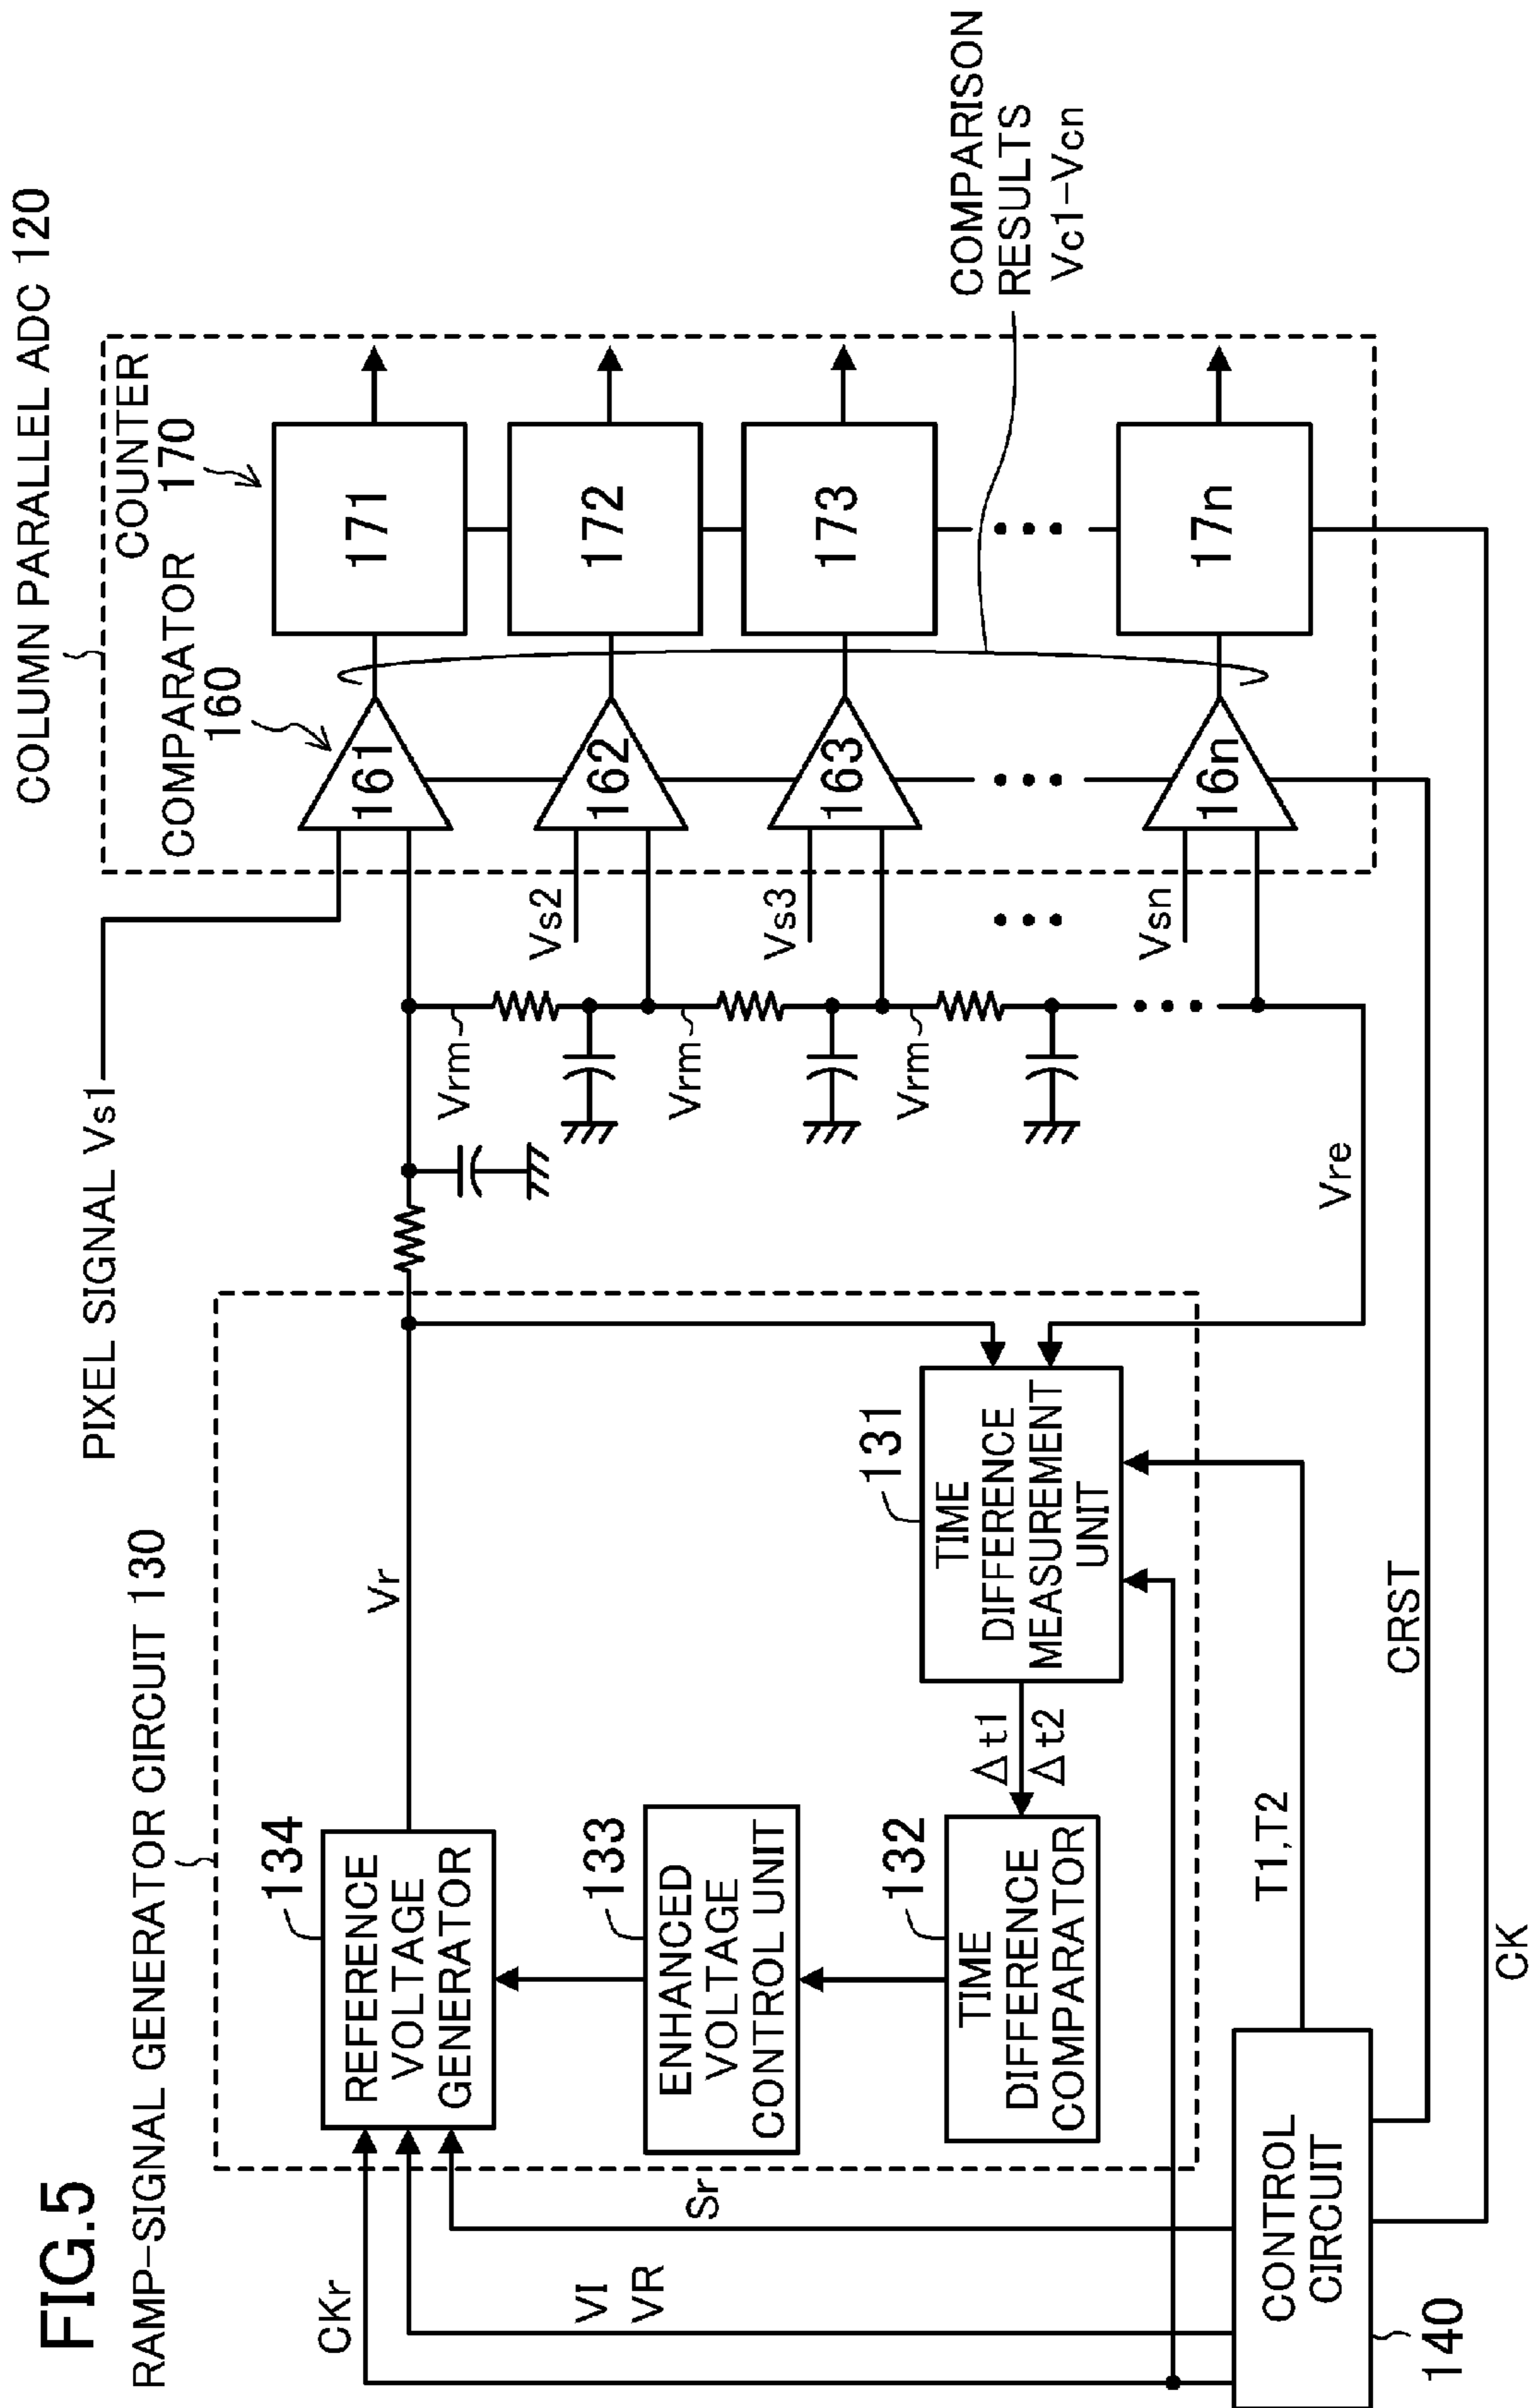 FIG.5
RAMP-SIGNAL GENERATOR CIRCUIT 130
PIXEL SIGNAL Vs1
COLUMN PARALLEL ADC 120
COUNTER
170
COMPARATOR
160
134
REFERENCE
VOLTAGE
GENERATOR
133
ENHANCED
VOLTAGE
CONTROL UNIT
132
TIME
DIFFERENCE
COMPARATOR
131
TIME
DIFFERENCE
MEASUREMENT
UNIT
Δt1
Δt2
Vr
CKr
VI
VR
Sr
CONTROL
CIRCUIT
140
T1,T2
CRST
CK
Vre
Vrm
Vrm
Vrm
Vs2
Vs3
...
Vsn
161
162
163
...
16n
171
172
173
...
17n
...
COMPARISON
RESULTS
Vc1-Vcn